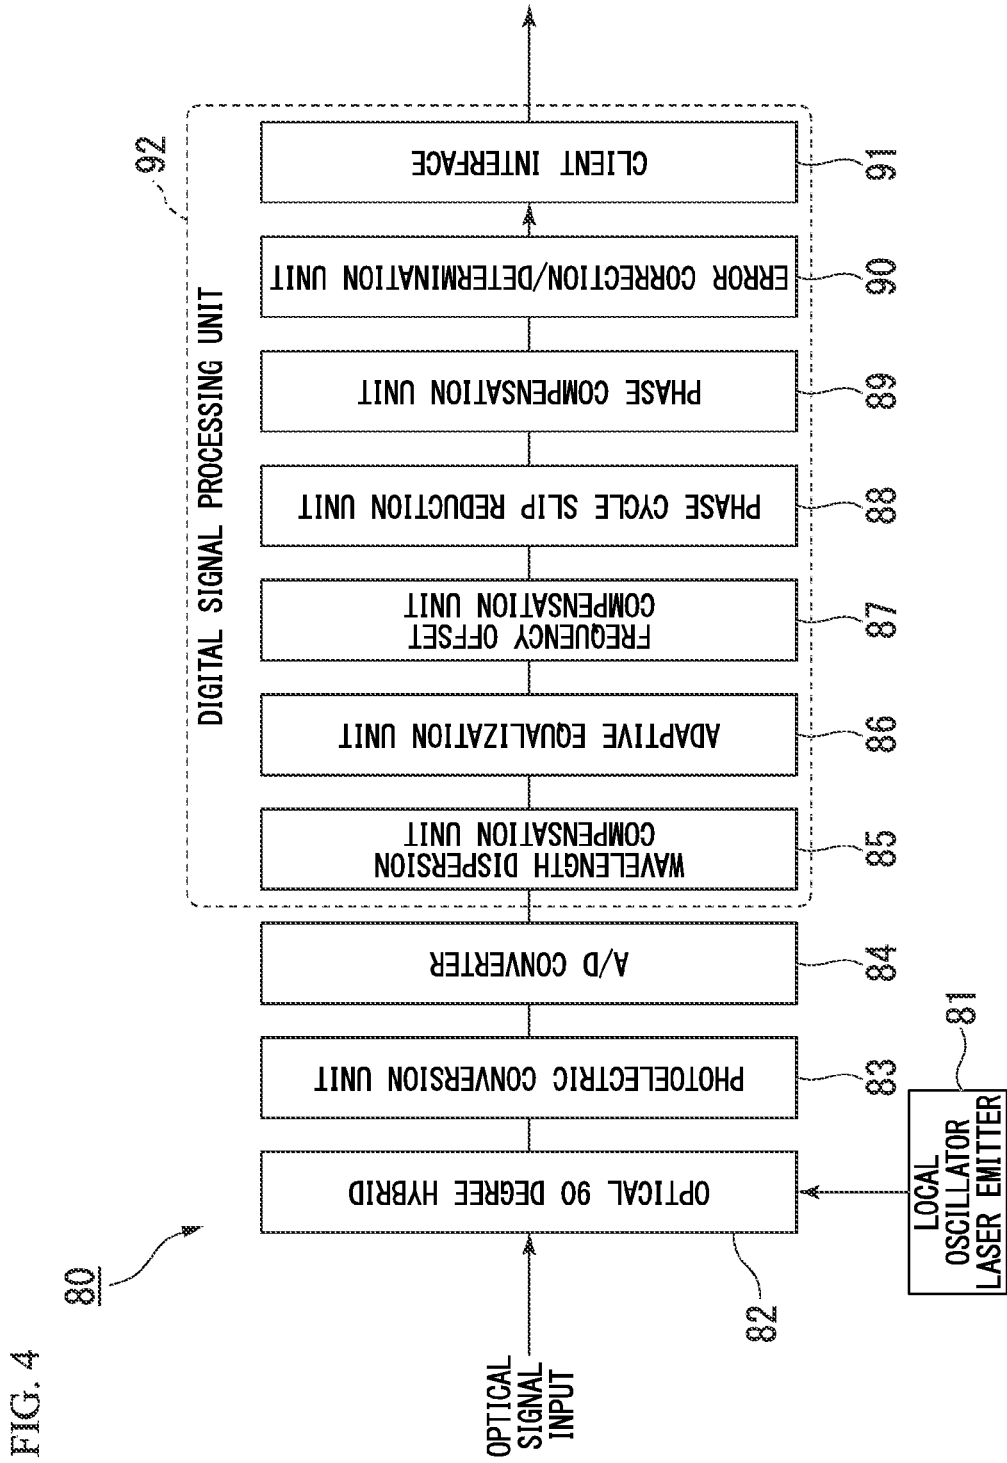 FIG. 4
80
OPTICAL
SIGNAL
INPUT
OPTICAL 90 DEGREE HYBRID
82
LOCAL
OSCILLATOR
LASER EMITTER
81
PHOTOELECTRIC CONVERSION UNIT
83
A/D CONVERTER
84
DIGITAL SIGNAL PROCESSING UNIT
92
WAVELENGTH DISPERSION
COMPENSATION UNIT
85
ADAPTIVE EQUALIZATION UNIT
86
FREQUENCY OFFSET
COMPENSATION UNIT
87
PHASE CYCLE SLIP REDUCTION UNIT
88
PHASE COMPENSATION UNIT
89
ERROR CORRECTION/DETERMINATION UNIT
90
CLIENT INTERFACE
91